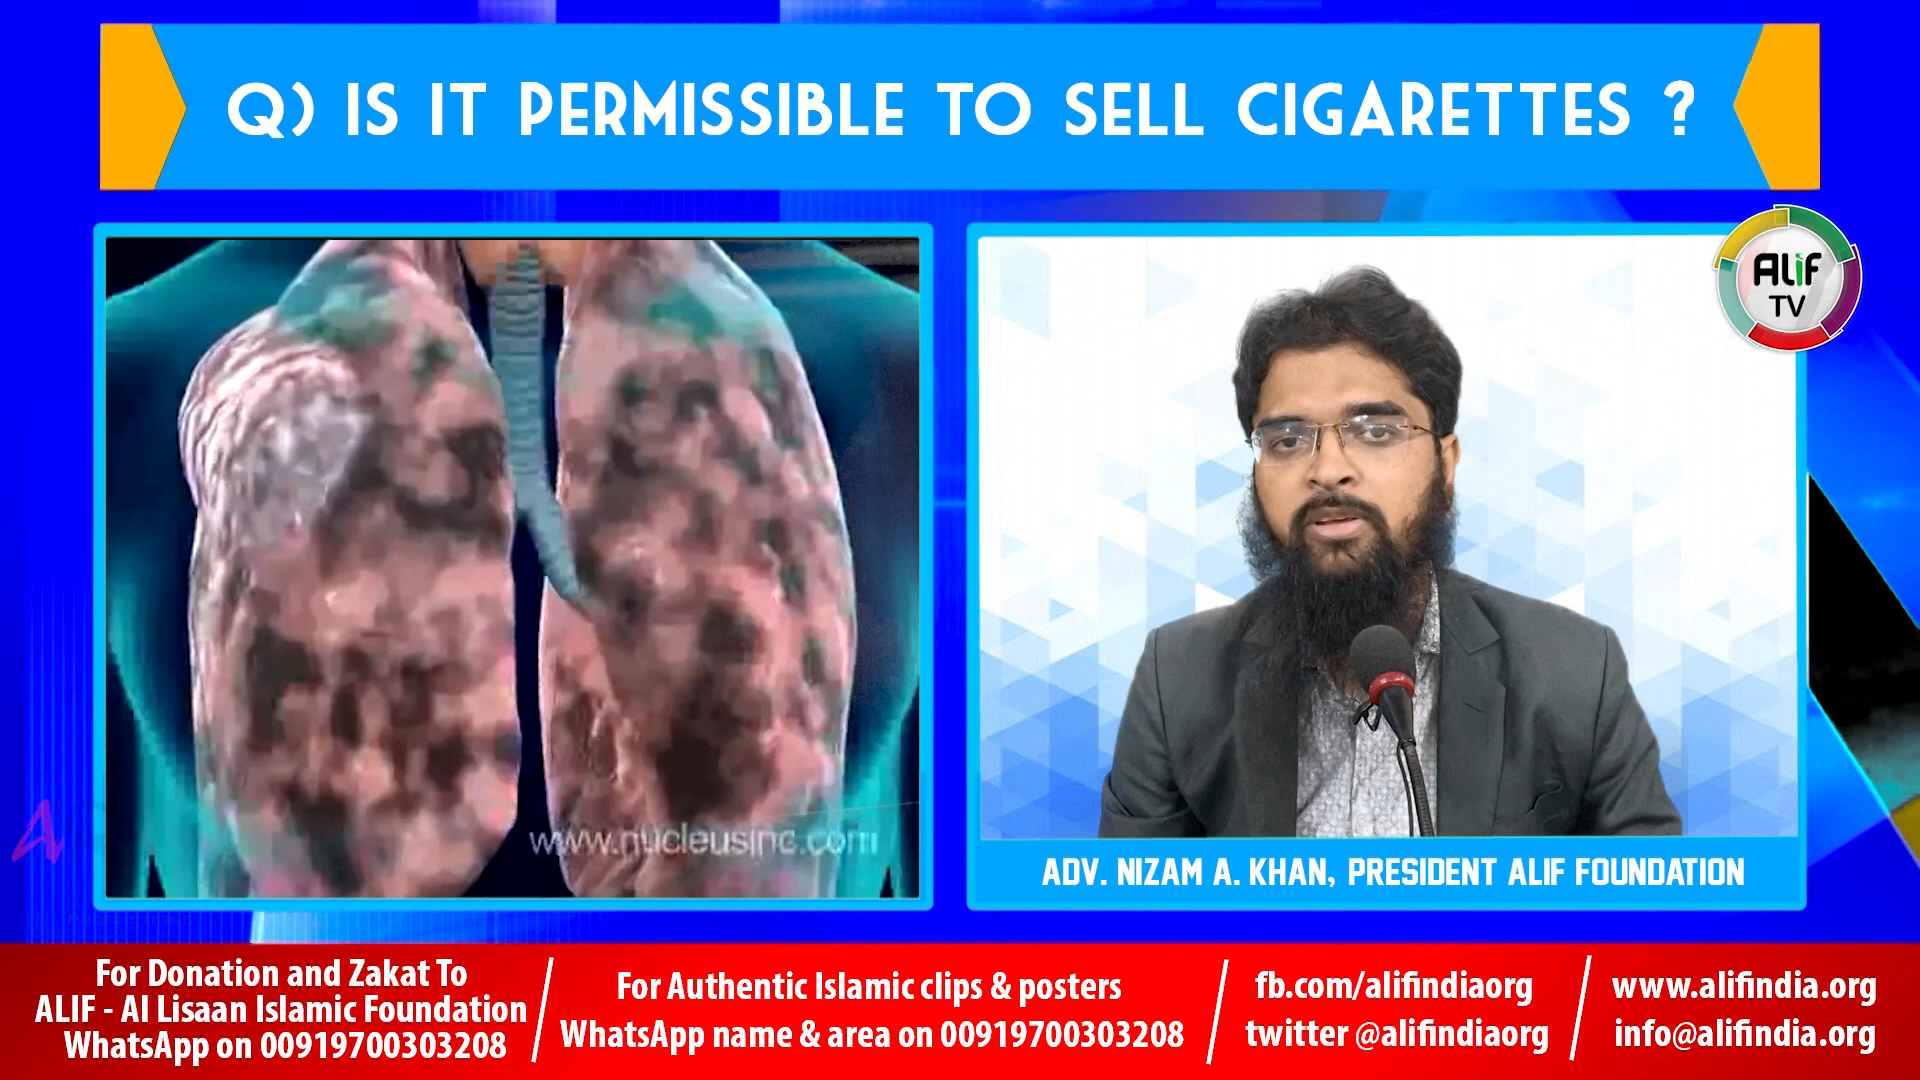 Q) IS IT PERMISSIBLE TO SELL CIGARETTES ?
ALiF
TV
www.nucleusinc.com
ADV. NIZAM A. KHAN, PRESIDENT ALIF FOUNDATION
For Donation and Zakat To
ALIF - Al Lisaan Islamic Foundation
WhatsApp on 00919700303208
For Authentic Islamic clips & posters
WhatsApp name & area on 00919700303208
fb.com/alifindiaorg
twitter @alifindiaorg
www.alifindia.org
info@alifindia.org